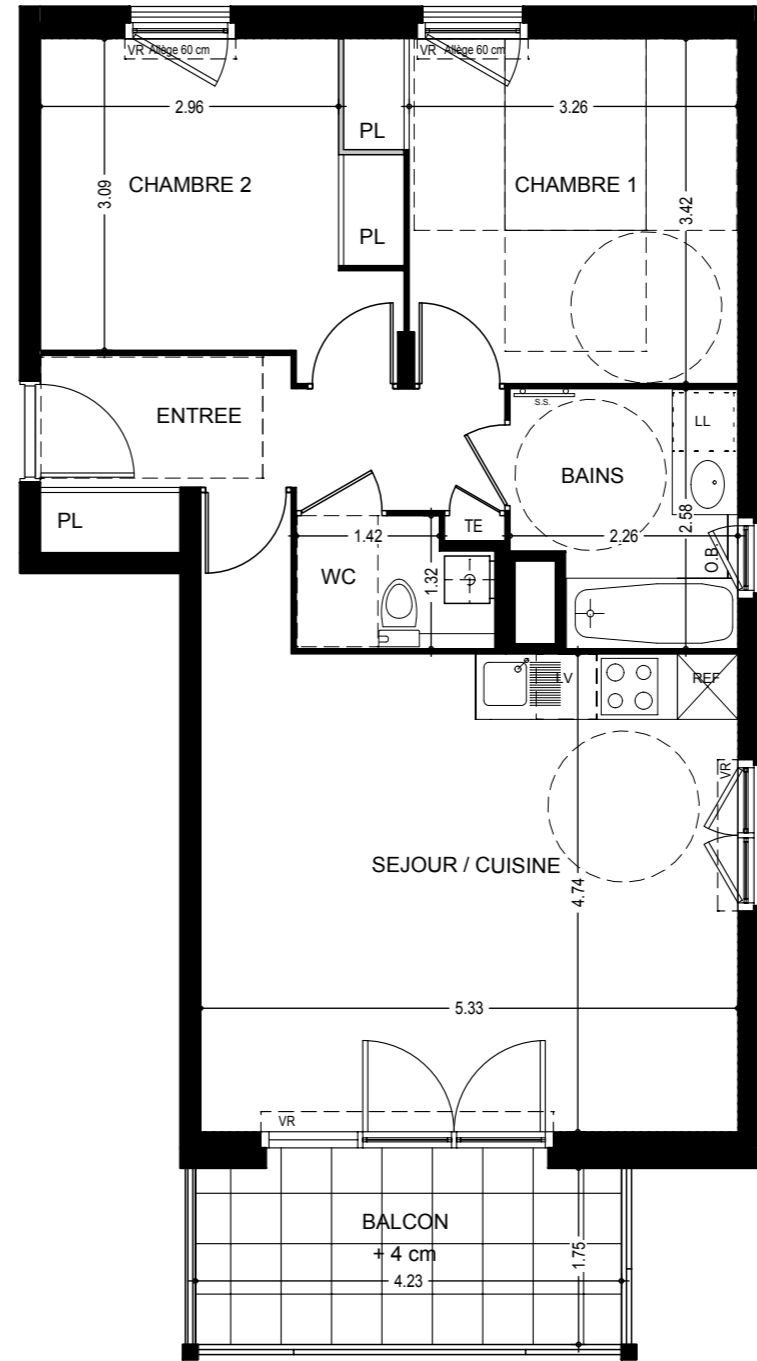 VR Allège 60 cm
VR Allège 60 cm
2.96
3.26
PL
CHAMBRE 2
CHAMBRE 1
3.09
3.42
PL
S.S.
ENTREE
LL
BAINS
PL
TE
2.58
1.42
2.26
O.B.
WC
1.32
LV
REF
VR
SEJOUR / CUISINE
4.74
5.33
VR
BALCON
+ 4 cm
1.75
4.23